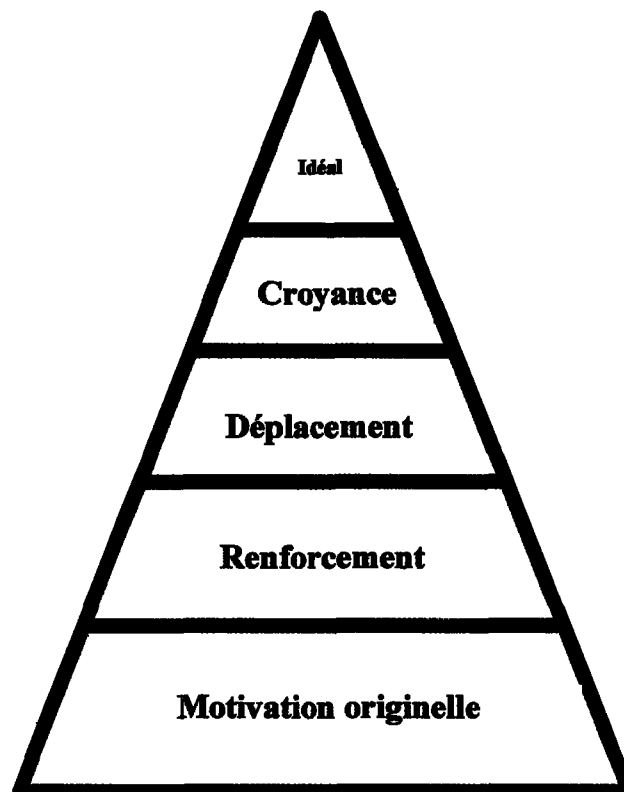 Idéal
Croyance
Déplacement
Renforcement
Motivation originelle